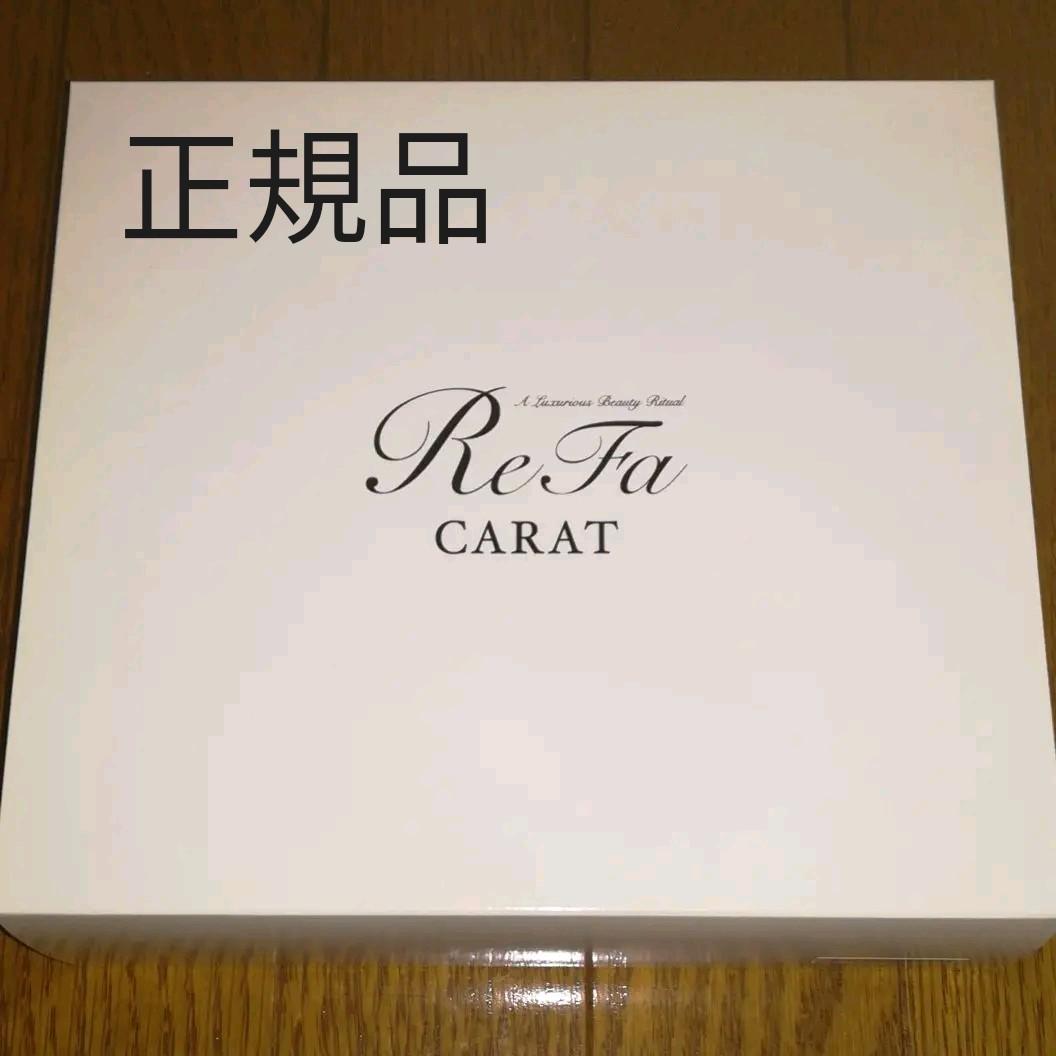 正規品
A Luxurious Beauty Ritual
ReFa
CARAT